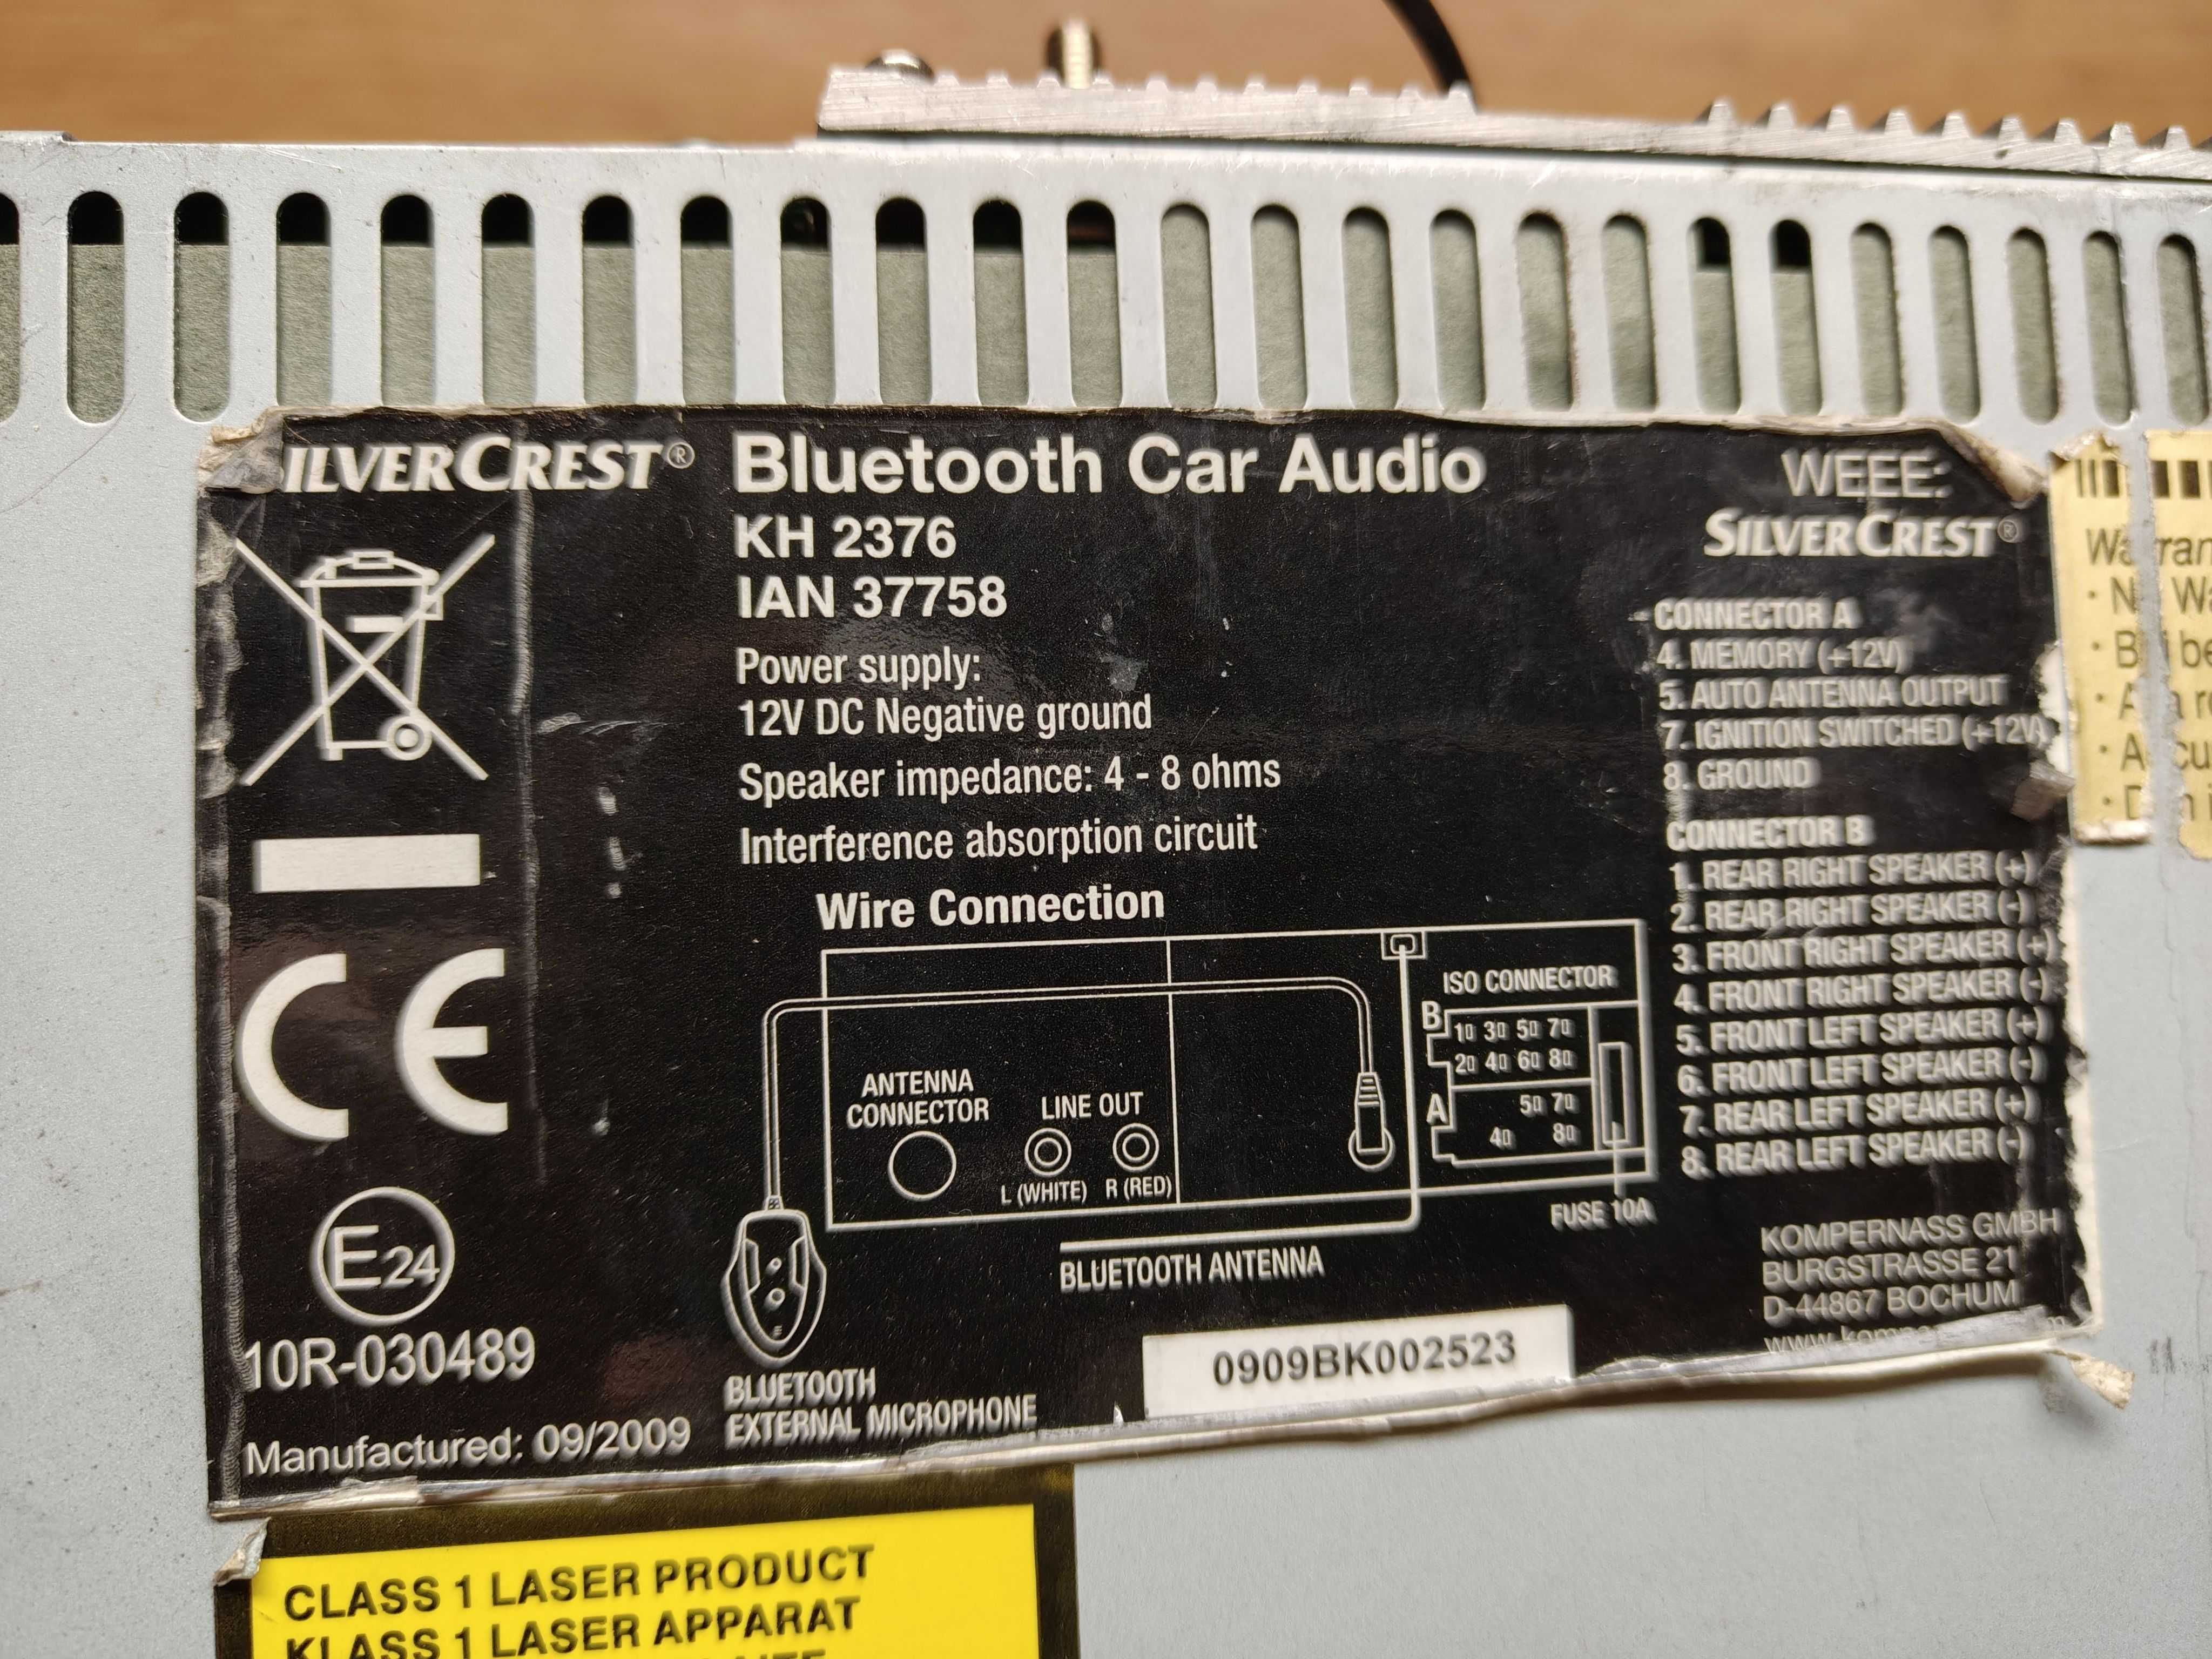 SILVERCREST® Bluetooth Car Audio
KH 2376
IAN 37758
Power supply:
12V DC Negative ground
Speaker impedance: 4 - 8 ohms
Interference absorption circuit
Wire Connection
ANTENNA
CONNECTOR
LINE OUT
L (WHITE) R (RED)
ISO CONNECTOR
B
1 3 5 7
2 4 6 8
A
5 7
4 8
FUSE 10A
BLUETOOTH ANTENNA
BLUETOOTH
EXTERNAL MICROPHONE
0909BK002523
CE
E24
10R-030489
Manufactured: 09/2009
WEEE:
SILVERCREST®
CONNECTOR A
4. MEMORY (+12V)
5. AUTO ANTENNA OUTPUT
7. IGNITION SWITCHED (+12V)
8. GROUND
CONNECTOR B
1. REAR RIGHT SPEAKER (+)
2. REAR RIGHT SPEAKER (-)
3. FRONT RIGHT SPEAKER (+)
4. FRONT RIGHT SPEAKER (-)
5. FRONT LEFT SPEAKER (+)
6. FRONT LEFT SPEAKER (-)
7. REAR LEFT SPEAKER (+)
8. REAR LEFT SPEAKER (-)
KOMPERNASS GMBH
BURGSTRASSE 21
D-44867 BOCHUM
CLASS 1 LASER PRODUCT
KLASS 1 LASER APPARAT